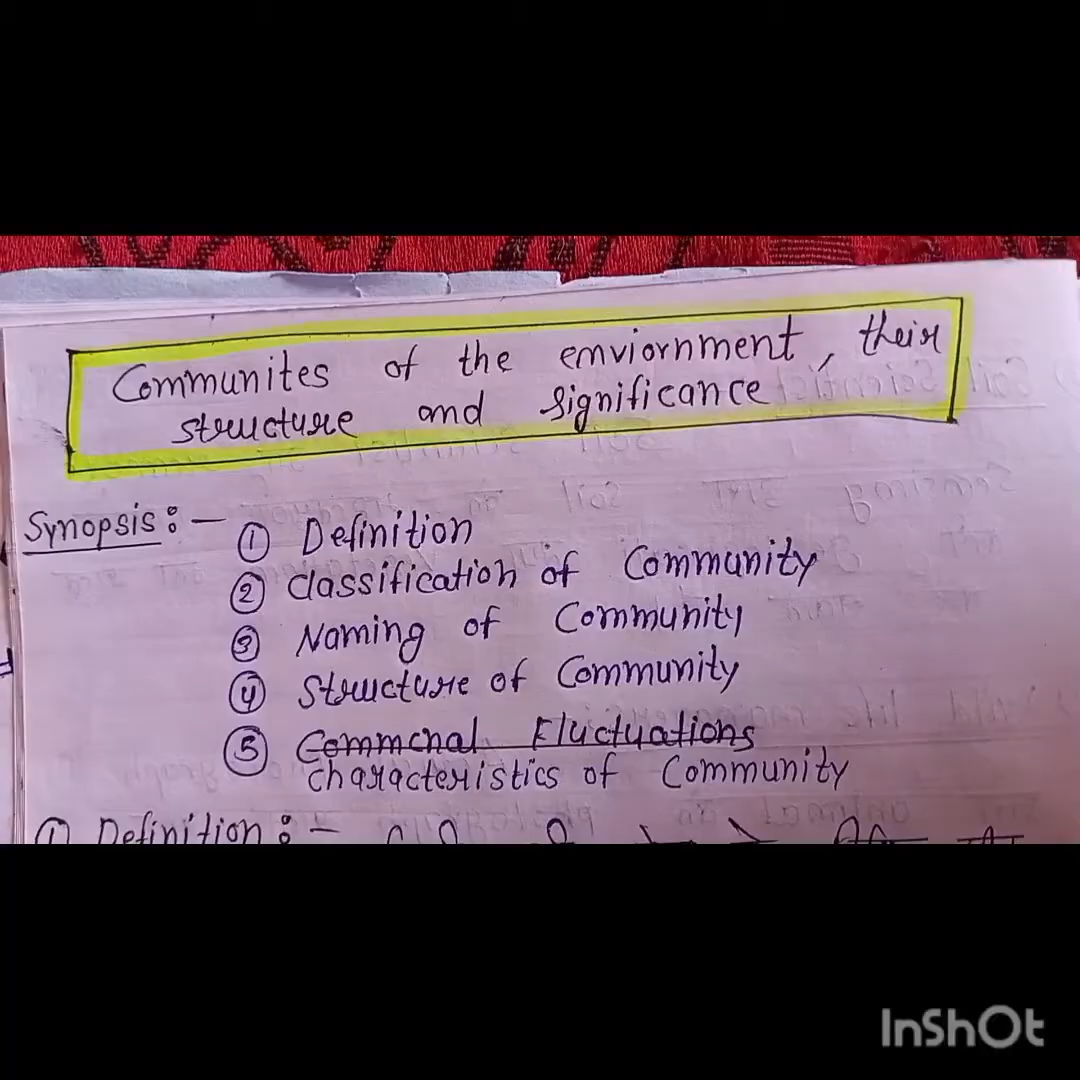 Communites of the enviornment, their
structure and significance
Synopsis :- ① Definition
② Classification of Community
③ Naming of Community
④ Structure of Community
⑤ Commenal Fluctuations
Characteristics of Community
① Definition :-
InShOt